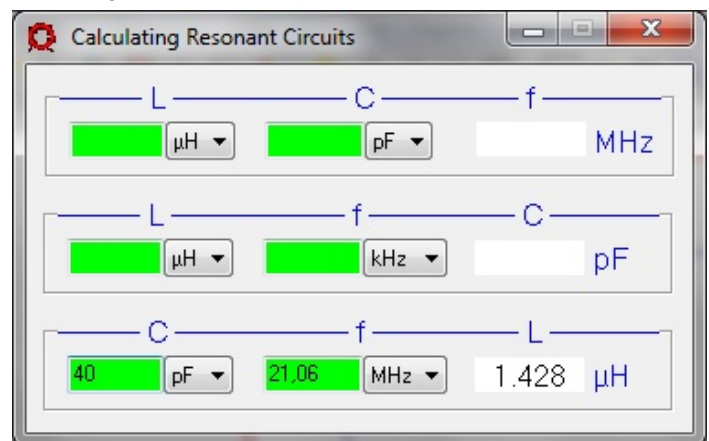 Calculating Resonant Circuits
L C f
µH pF MHz
L f C
µH kHz pF
C f L
40 pF 21,06 MHz 1.428 µH